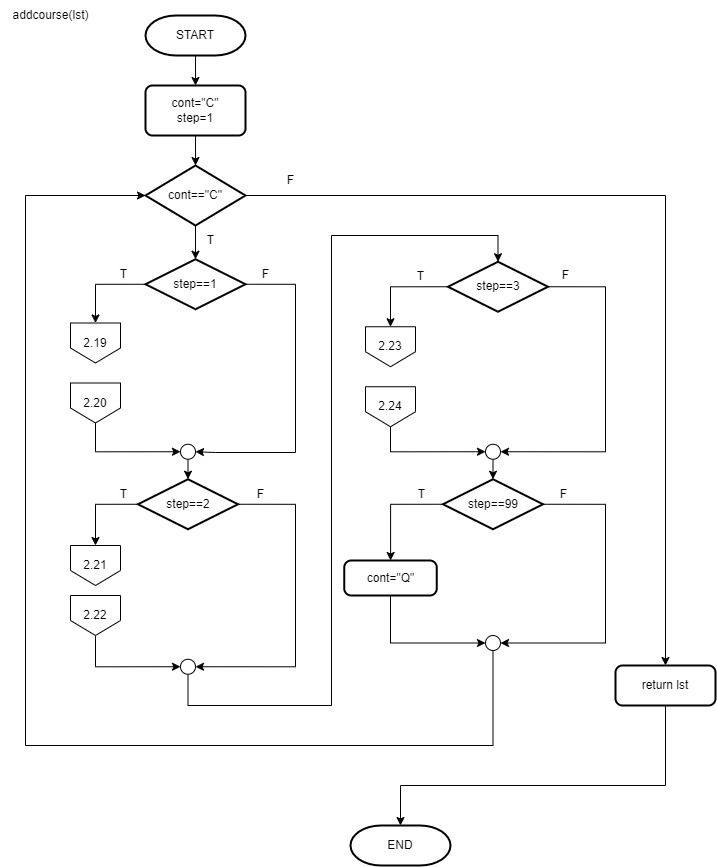 addcourse(lst)
START
cont="C"
step=1
cont=="C"
F
T
step==1
T
F
2.19
2.20
step==2
T
F
2.21
2.22
step==3
T
F
2.23
2.24
step==99
T
F
cont="Q"
return lst
END